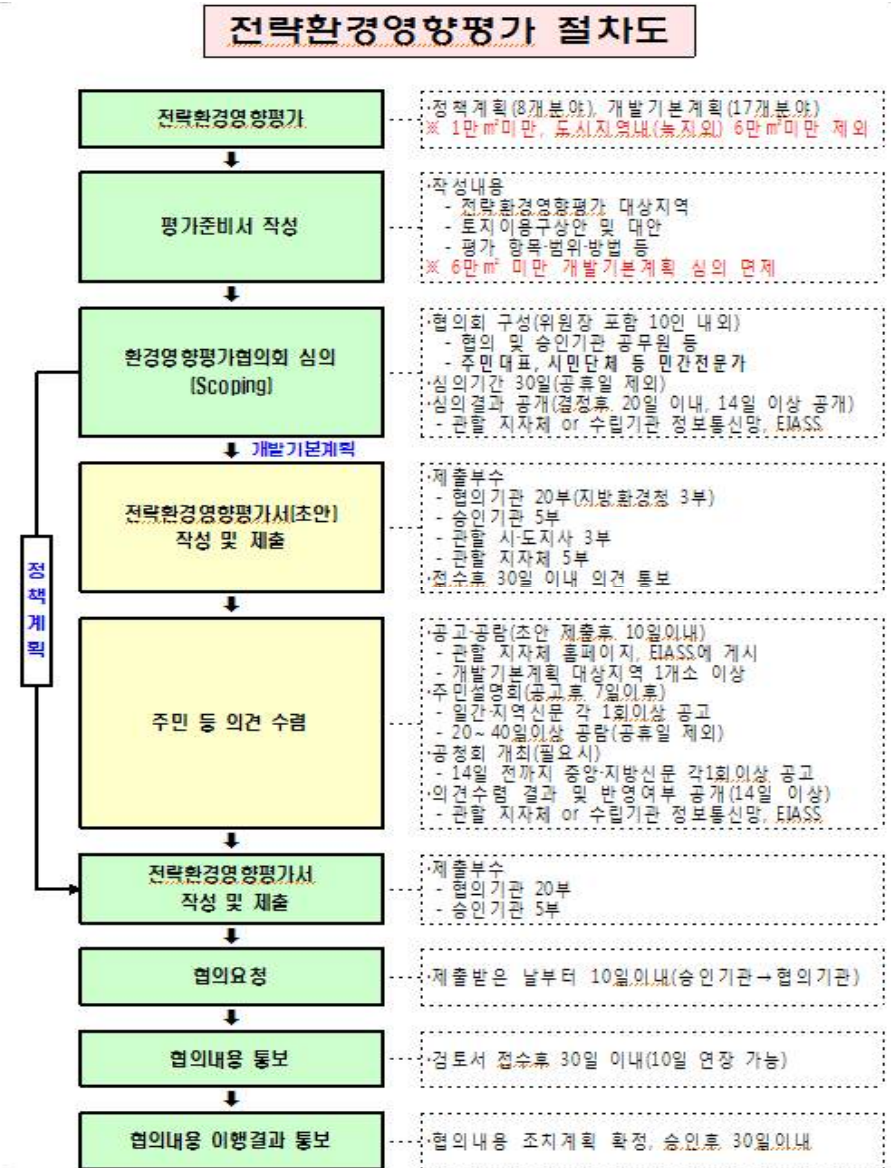 전략환경영향평가 절차도
전략환경영향평가
·정책계획(8개분야), 개발기본계획(17개분야)
※ 1만㎡미만, 도시지역내(녹지외) 6만㎡미만 제외
평가준비서 작성
·작성내용
- 전략환경영향평가 대상지역
- 토지이용구상안 및 대안
- 평가 항목·범위·방법 등
※ 6만㎡ 미만 개발기본계획 심의 면제
환경영향평가협의회 심의
(Scoping)
·협의회 구성(위원장 포함 10인 내외)
- 협의 및 승인기관 공무원 등
- 주민대표, 시민단체 등 민간전문가
·심의기간 30일(공휴일 제외)
·심의결과 공개(결정후 20일 이내, 14일 이상 공개)
- 관할 지자체 or 수립기관 정보통신망, EIASS
개발기본계획
정책계획
전략환경영향평가서(초안)
작성 및 제출
·제출부수
- 협의기관 20부(지방환경청 3부)
- 승인기관 5부
- 관할 시·도지사 3부
- 관할 지자체 5부
·접수후 30일 이내 의견 통보
주민 등 의견 수렴
·공고·공람(초안 제출후 10일이내)
- 관할 지자체 홈페이지, EIASS에 게시
- 개발기본계획 대상지역 1개소 이상
·주민설명회(공고후 7일이후)
- 일간·지역신문 각 1회이상 공고
- 20~40일이상 공람(공휴일 제외)
·공청회 개최(필요시)
- 14일 전까지 중앙·지방신문 각1회이상 공고
·의견수렴 결과 및 반영여부 공개(14일 이상)
- 관할 지자체 or 수립기관 정보통신망, EIASS
전략환경영향평가서
작성 및 제출
·제출부수
- 협의기관 20부
- 승인기관 5부
협의요청
·제출받은 날부터 10일이내(승인기관→협의기관)
협의내용 통보
·검토서 접수후 30일 이내(10일 연장 가능)
협의내용 이행결과 통보
·협의내용 조치계획 확정, 승인후 30일이내